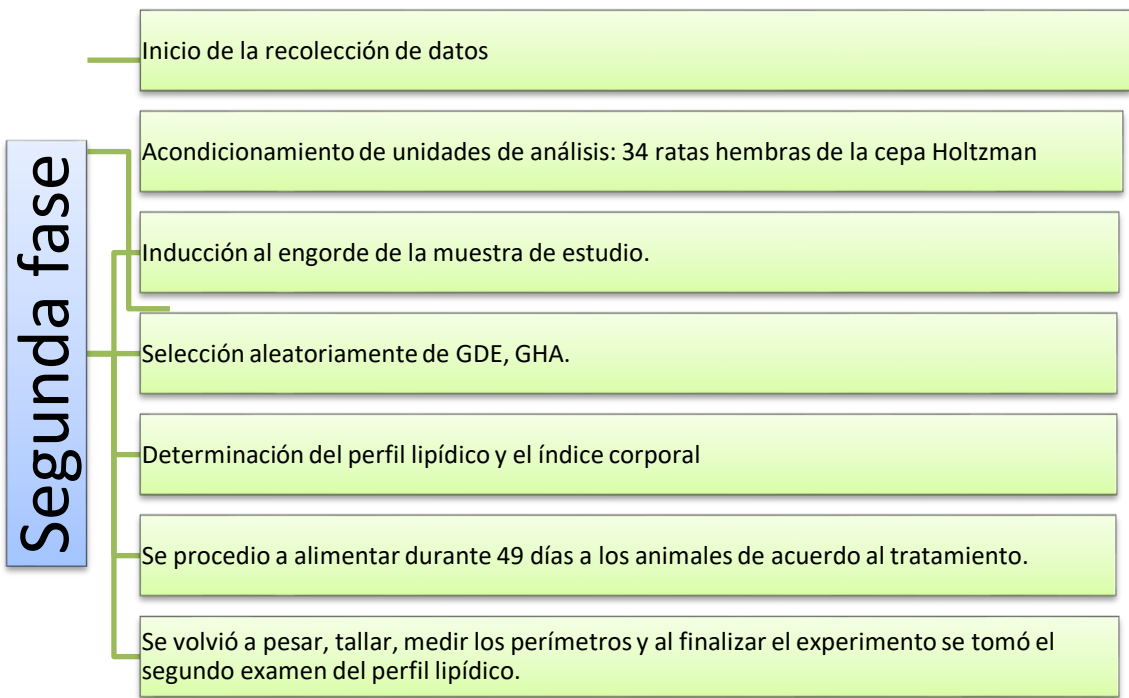 Segunda fase
Inicio de la recolección de datos
Acondicionamiento de unidades de análisis: 34 ratas hembras de la cepa Holtzman
Inducción al engorde de la muestra de estudio.
Selección aleatoriamente de GDE, GHA.
Determinación del perfil lipídico y el índice corporal
Se procedio a alimentar durante 49 días a los animales de acuerdo al tratamiento.
Se volvió a pesar, tallar, medir los perímetros y al finalizar el experimento se tomó el
segundo examen del perfil lipídico.